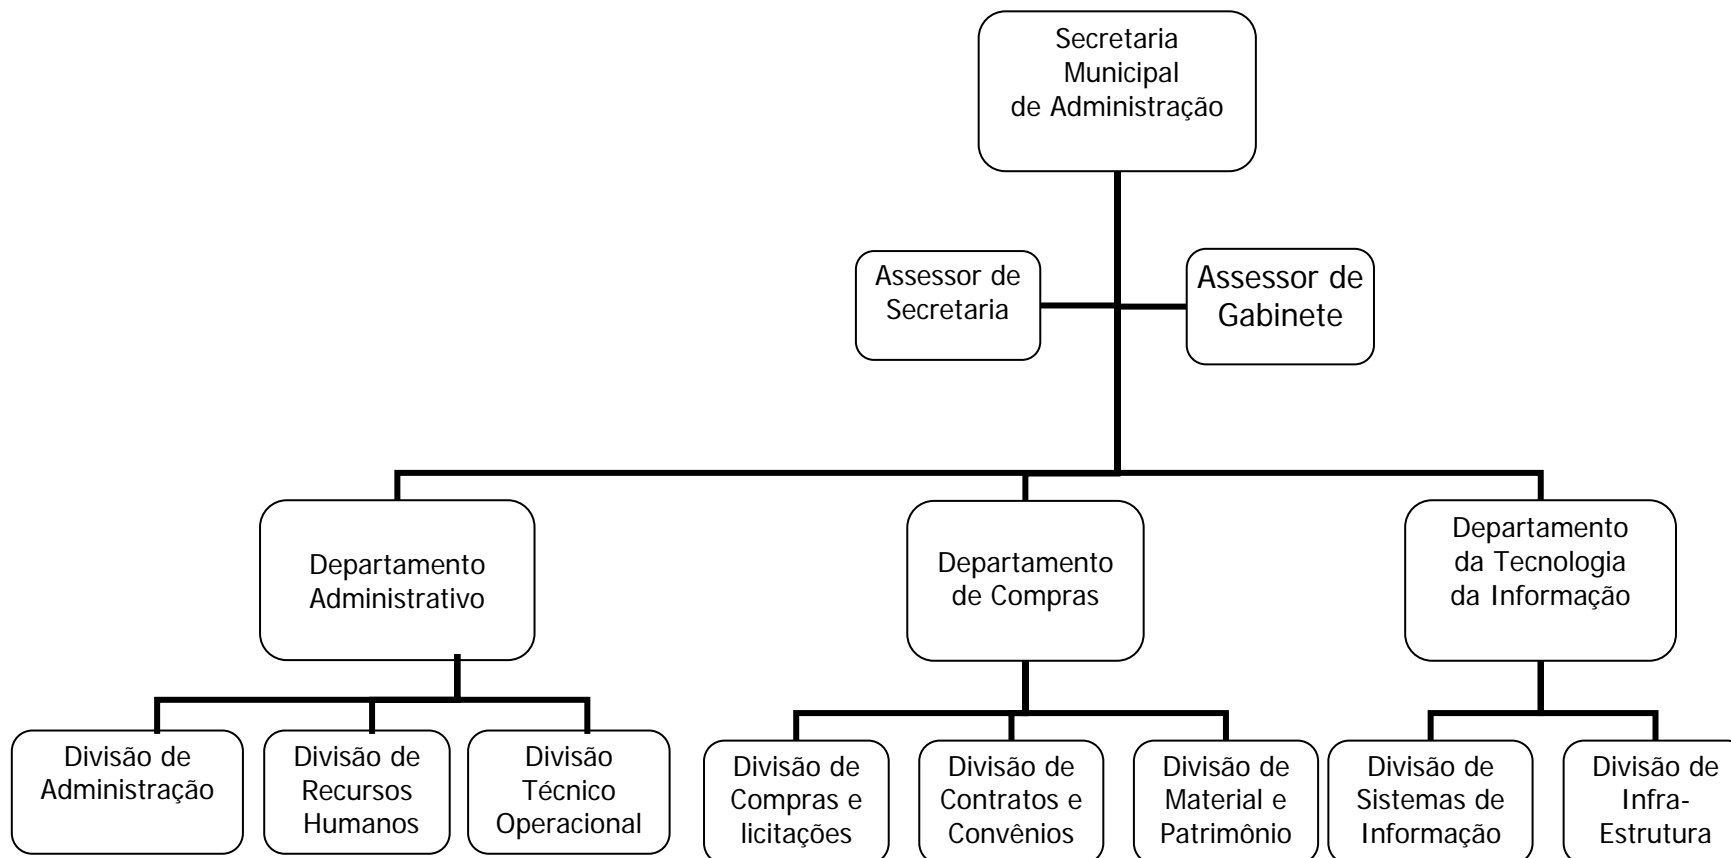 Secretaria
Municipal
de Administração
Assessor de
Secretaria
Assessor de
Gabinete
Departamento
Administrativo
Departamento
de Compras
Departamento
da Tecnologia
da Informação
Divisão de
Administração
Divisão de
Recursos
Humanos
Divisão
Técnico
Operacional
Divisão de
Compras e
licitações
Divisão de
Contratos e
Convênios
Divisão de
Material e
Patrimônio
Divisão de
Sistemas de
Informação
Divisão de
Infra-
Estrutura